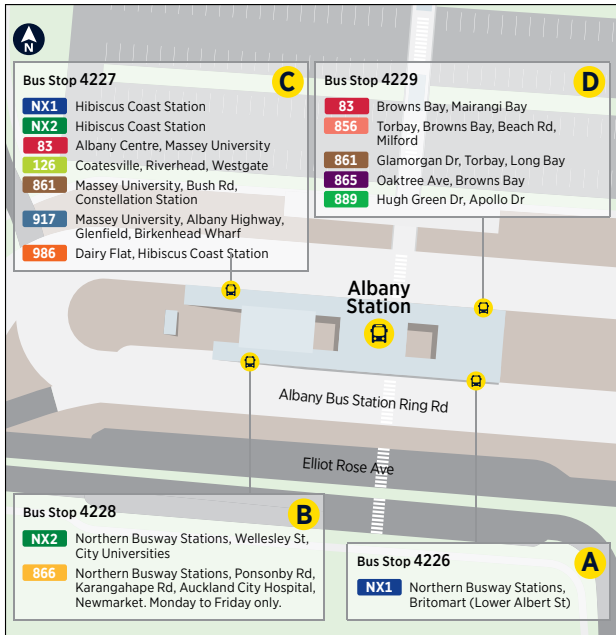 N
Bus Stop 4227
C
NX1 Hibiscus Coast Station
NX2 Hibiscus Coast Station
83 Albany Centre, Massey University
126 Coatesville, Riverhead, Westgate
861 Massey University, Bush Rd,
Constellation Station
917 Massey University, Albany Highway,
Glenfield, Birkenhead Wharf
986 Dairy Flat, Hibiscus Coast Station
Bus Stop 4229
D
83 Browns Bay, Mairangi Bay
856 Torbay, Browns Bay, Beach Rd,
Milford
861 Glamorgan Dr, Torbay, Long Bay
865 Oaktree Ave, Browns Bay
889 Hugh Green Dr, Apollo Dr
Albany
Station
Albany Bus Station Ring Rd
Elliot Rose Ave
Bus Stop 4228
B
NX2 Northern Busway Stations, Wellesley St,
City Universities
866 Northern Busway Stations, Ponsonby Rd,
Karangahape Rd, Auckland City Hospital,
Newmarket. Monday to Friday only.
Bus Stop 4226
A
NX1 Northern Busway Stations,
Britomart (Lower Albert St)